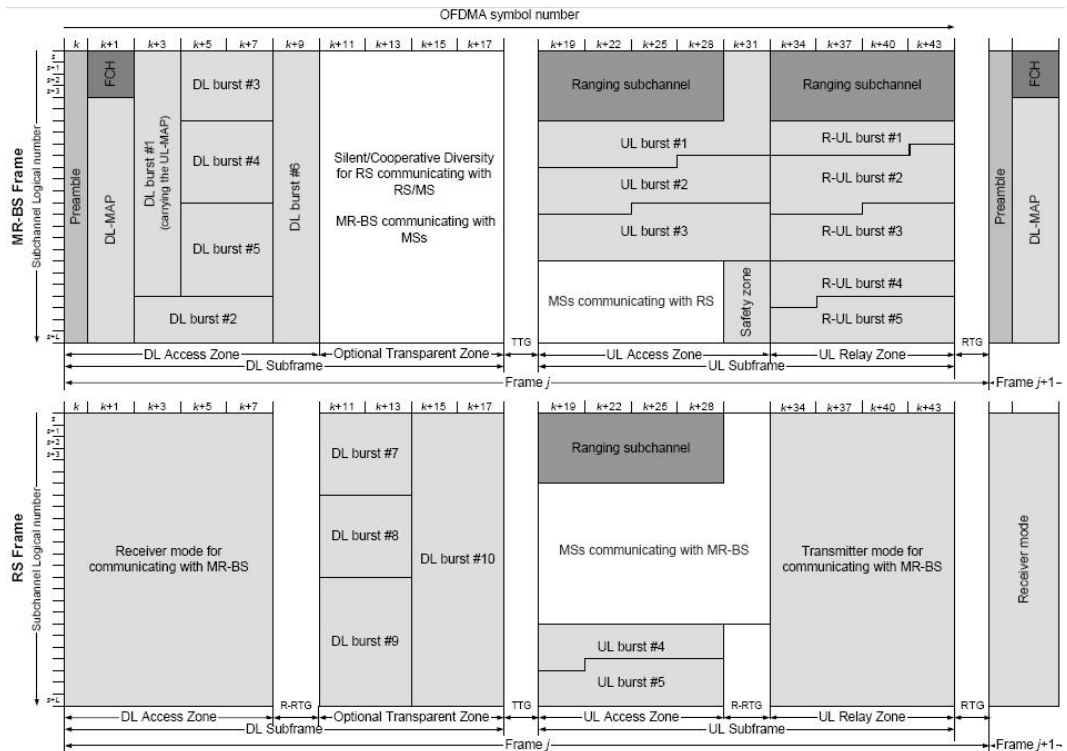 OFDMA symbol number
k k+1 k+3 k+5 k+7 k+9 k+11 k+13 k+15 k+17 k+19 k+22 k+25 k+28 k+31 k+34 k+37 k+40 k+43
MR-BS Frame
Subchannel Logical number
s
s+1
s+2
s+3
s+L
Preamble
FCH
DL-MAP
DL burst #1
(carrying the UL-MAP)
DL burst #3
DL burst #4
DL burst #5
DL burst #2
DL burst #6
Silent/Cooperative Diversity
for RS communicating with
RS/MS
MR-BS communicating with
MSs
Ranging subchannel
UL burst #1
UL burst #2
UL burst #3
MSs communicating with RS
Safety zone
Ranging subchannel
R-UL burst #1
R-UL burst #2
R-UL burst #3
R-UL burst #4
R-UL burst #5
Preamble
FCH
DL-MAP
DL Access Zone
Optional Transparent Zone
TTG
UL Access Zone
UL Relay Zone
RTG
DL Subframe
UL Subframe
Frame j
Frame j+1
k k+1 k+3 k+5 k+7 k+11 k+13 k+15 k+17 k+19 k+22 k+25 k+28 k+34 k+37 k+40 k+43
RS Frame
Subchannel Logical number
s
s+1
s+2
s+3
s+L
Receiver mode for
communicating with MR-BS
DL burst #7
DL burst #8
DL burst #9
DL burst #10
Ranging subchannel
MSs communicating with MR-BS
UL burst #4
UL burst #5
Transmitter mode for
communicating with MR-BS
Receiver mode
DL Access Zone
R-RTG
Optional Transparent Zone
TTG
UL Access Zone
R-RTG
UL Relay Zone
RTG
DL Subframe
UL Subframe
Frame j
Frame j+1